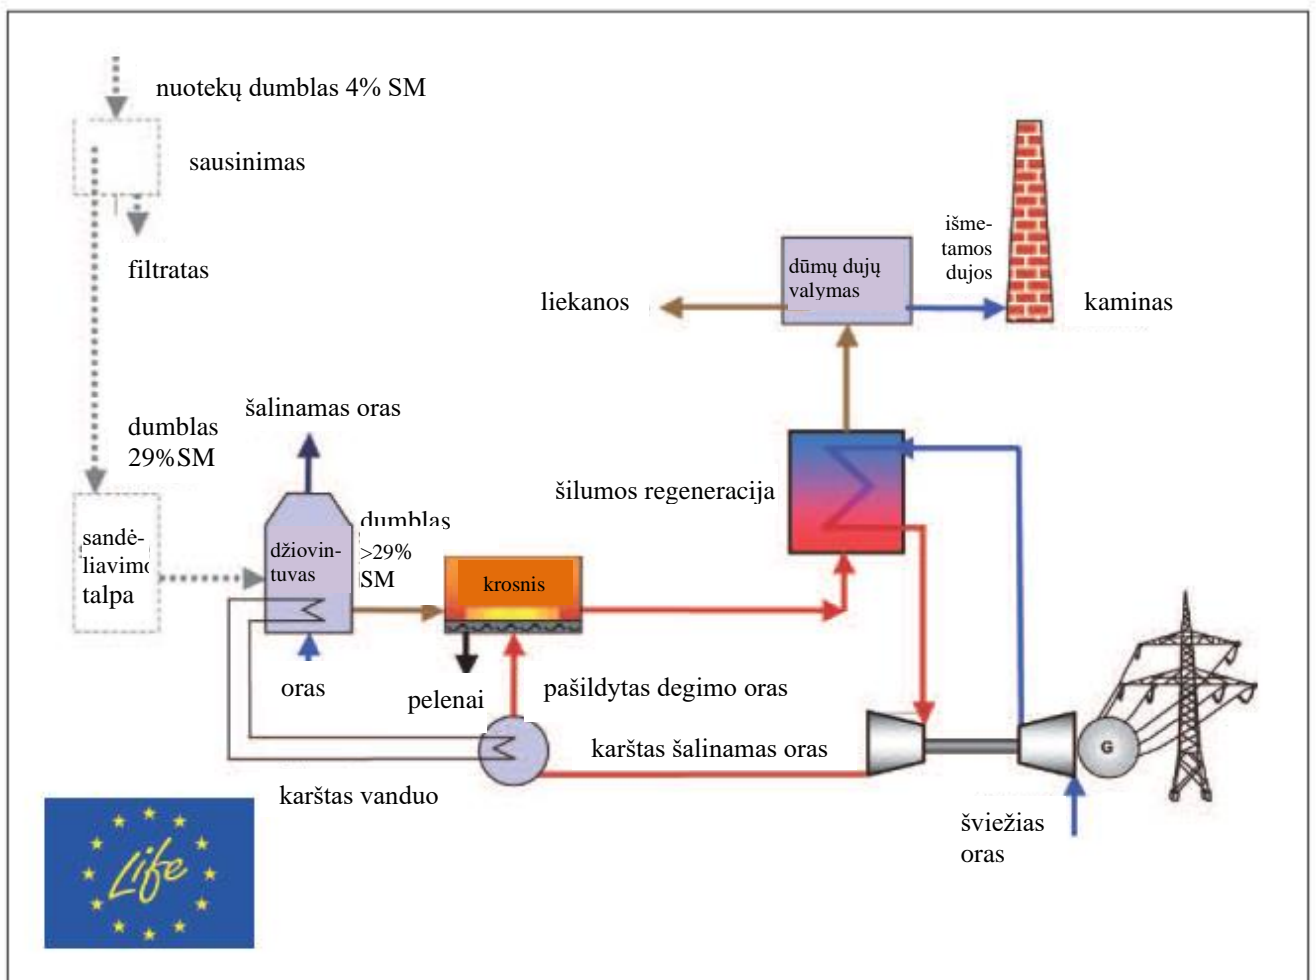 nuotekų dumblas 4% SM
sausinimas
filtratas
išme-
tamos
dujos
dūmų dujų
valymas
liekanos
kaminas
šalinamas oras
dumblas
29%SM
šilumos regeneracija
dumblas
>29%
SM
sandė-
liavimo
talpa
džiovin-
tuvas
krosnis
oras
pelenai
pašildytas degimo oras
karštas šalinamas oras
G
karštas vanduo
šviežias
oras
Life